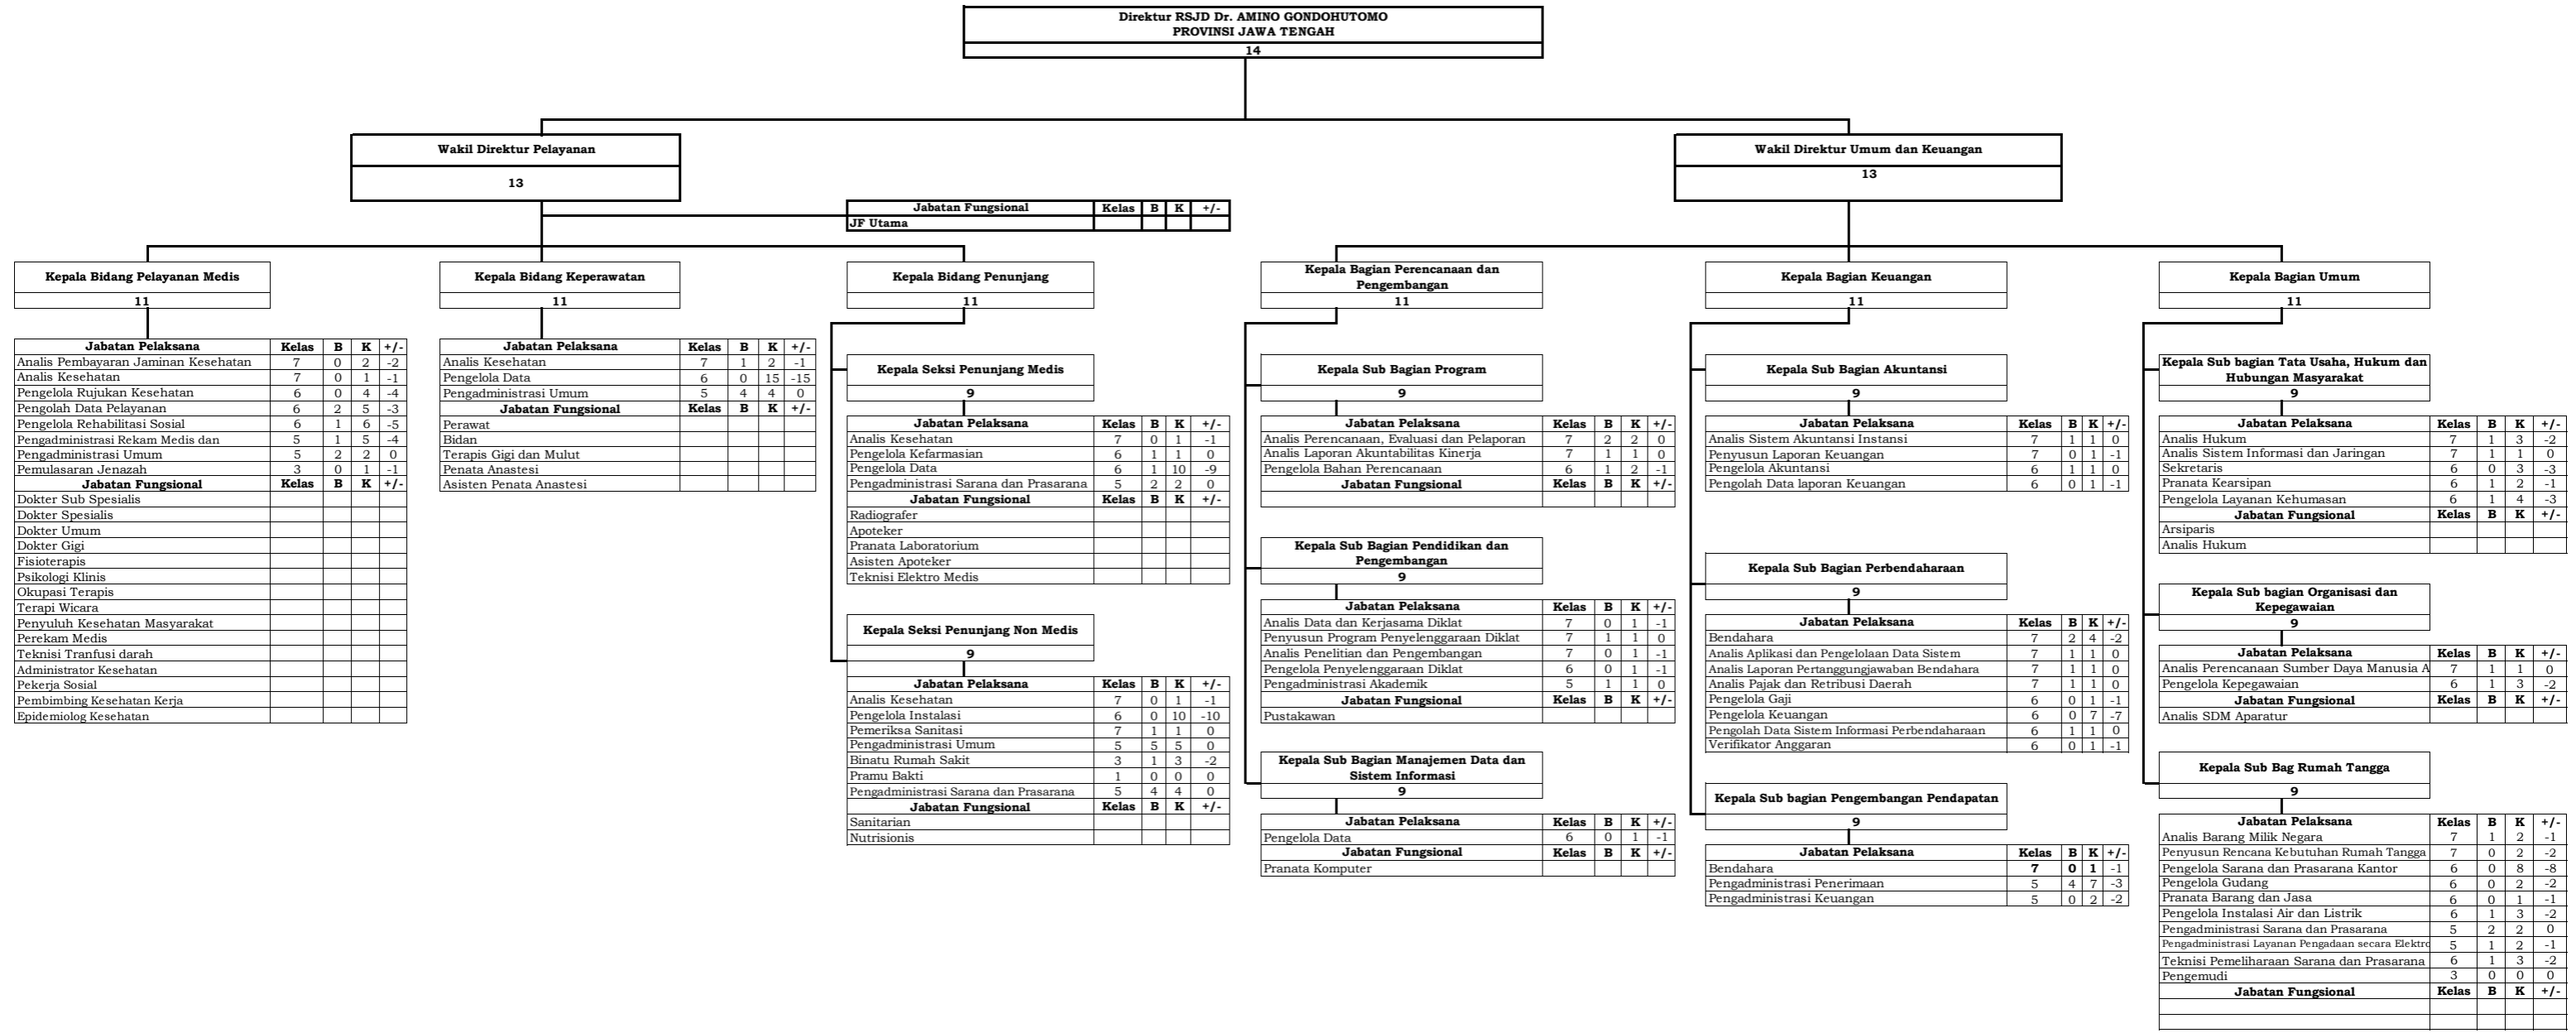 Direktur RSJD Dr. AMINO GONDOHUTOMO
PROVINSI JAWA TENGAH
14
Wakil Direktur Pelayanan
13
Wakil Direktur Umum dan Keuangan
13
Jabatan Fungsional Kelas B K +/-
JF Utama
Kepala Bidang Pelayanan Medis
11
Jabatan Pelaksana Kelas B K +/-
Analis Pembayaran Jaminan Kesehatan 7 0 2 -2
Analis Kesehatan 7 0 1 -1
Pengelola Rujukan Kesehatan 6 0 4 -4
Pengolah Data Pelayanan 6 2 5 -3
Pengelola Rehabilitasi Sosial 6 1 6 -5
Pengadministrasi Rekam Medis dan 5 1 5 -4
Pengadministrasi Umum 5 2 2 0
Pemulasaran Jenazah 3 0 1 -1
Jabatan Fungsional Kelas B K +/-
Dokter Sub Spesialis
Dokter Spesialis
Dokter Umum
Dokter Gigi
Fisioterapis
Psikologi Klinis
Okupasi Terapis
Terapi Wicara
Penyuluh Kesehatan Masyarakat
Perekam Medis
Teknisi Tranfusi darah
Administrator Kesehatan
Pekerja Sosial
Pembimbing Kesehatan Kerja
Epidemiolog Kesehatan
Kepala Bidang Keperawatan
11
Jabatan Pelaksana Kelas B K +/-
Analis Kesehatan 7 1 2 -1
Pengelola Data 6 0 15 -15
Pengadministrasi Umum 5 4 4 0
Jabatan Fungsional Kelas B K +/-
Perawat
Bidan
Terapis Gigi dan Mulut
Penata Anastesi
Asisten Penata Anastesi
Kepala Bidang Penunjang
11
Kepala Seksi Penunjang Medis
9
Jabatan Pelaksana Kelas B K +/-
Analis Kesehatan 7 0 1 -1
Pengelola Kefarmasian 6 1 1 0
Pengelola Data 6 1 10 -9
Pengadministrasi Sarana dan Prasarana 5 2 2 0
Jabatan Fungsional Kelas B K +/-
Radiografer
Apoteker
Pranata Laboratorium
Asisten Apoteker
Teknisi Elektro Medis
Kepala Seksi Penunjang Non Medis
9
Jabatan Pelaksana Kelas B K +/-
Analis Kesehatan 7 0 1 -1
Pengelola Instalasi 6 0 10 -10
Pemeriksa Sanitasi 7 1 1 0
Pengadministrasi Umum 5 5 5 0
Binatu Rumah Sakit 3 1 3 -2
Pramu Bakti 1 0 0 0
Pengadministrasi Sarana dan Prasarana 5 4 4 0
Jabatan Fungsional Kelas B K +/-
Sanitarian
Nutrisionis
Kepala Bagian Perencanaan dan
Pengembangan
11
Kepala Sub Bagian Program
9
Jabatan Pelaksana Kelas B K +/-
Analis Perencanaan, Evaluasi dan Pelaporan 7 2 2 0
Analis Laporan Akuntabilitas Kinerja 7 1 1 0
Pengelola Bahan Perencanaan 6 1 2 -1
Jabatan Fungsional Kelas B K +/-
Kepala Sub Bagian Pendidikan dan
Pengembangan
9
Jabatan Pelaksana Kelas B K +/-
Analis Data dan Kerjasama Diklat 7 0 1 -1
Penyusun Program Penyelenggaraan Diklat 7 1 1 0
Analis Penelitian dan Pengembangan 7 0 1 -1
Pengelola Penyelenggaraan Diklat 6 0 1 -1
Pengadministrasi Akademik 5 1 1 0
Jabatan Fungsional Kelas B K +/-
Pustakawan
Kepala Sub Bagian Manajemen Data dan
Sistem Informasi
9
Jabatan Pelaksana Kelas B K +/-
Pengelola Data 6 0 1 -1
Jabatan Fungsional Kelas B K +/-
Pranata Komputer
Kepala Bagian Keuangan
11
Kepala Sub Bagian Akuntansi
9
Jabatan Pelaksana Kelas B K +/-
Analis Sistem Akuntansi Instansi 7 1 1 0
Penyusun Laporan Keuangan 7 0 1 -1
Pengelola Akuntansi 6 1 1 0
Pengolah Data laporan Keuangan 6 0 1 -1
Kepala Sub Bagian Perbendaharaan
9
Jabatan Pelaksana Kelas B K +/-
Bendahara 7 2 4 -2
Analis Aplikasi dan Pengelolaan Data Sistem 7 1 1 0
Analis Laporan Pertanggungjawaban Bendahara 7 1 1 0
Analis Pajak dan Retribusi Daerah 7 1 1 0
Pengelola Gaji 6 0 1 -1
Pengelola Keuangan 6 0 7 -7
Pengolah Data Sistem Informasi Perbendaharaan 6 1 1 0
Verifikator Anggaran 6 0 1 -1
Kepala Sub bagian Pengembangan Pendapatan
9
Jabatan Pelaksana Kelas B K +/-
Bendahara 7 0 1 -1
Pengadministrasi Penerimaan 5 4 7 -3
Pengadministrasi Keuangan 5 0 2 -2
Kepala Bagian Umum
11
Kepala Sub bagian Tata Usaha, Hukum dan
Hubungan Masyarakat
9
Jabatan Pelaksana Kelas B K +/-
Analis Hukum 7 1 3 -2
Analis Sistem Informasi dan Jaringan 7 1 1 0
Sekretaris 6 0 3 -3
Pranata Kearsipan 6 1 2 -1
Pengelola Layanan Kehumasan 6 1 4 -3
Jabatan Fungsional Kelas B K +/-
Arsiparis
Analis Hukum
Kepala Sub bagian Organisasi dan
Kepegawaian
9
Jabatan Pelaksana Kelas B K +/-
Analis Perencanaan Sumber Daya Manusia A 7 1 1 0
Pengelola Kepegawaian 6 1 3 -2
Jabatan Fungsional Kelas B K +/-
Analis SDM Aparatur
Kepala Sub Bag Rumah Tangga
9
Jabatan Pelaksana Kelas B K +/-
Analis Barang Milik Negara 7 1 2 -1
Penyusun Rencana Kebutuhan Rumah Tangga 7 0 2 -2
Pengelola Sarana dan Prasarana Kantor 6 0 8 -8
Pengelola Gudang 6 0 2 -2
Pranata Barang dan Jasa 6 0 1 -1
Pengelola Instalasi Air dan Listrik 6 1 3 -2
Pengadministrasi Sarana dan Prasarana 5 2 2 0
Pengadministrasi Layanan Pengadaan secara Elektro 5 1 2 -1
Teknisi Pemeliharaan Sarana dan Prasarana 6 1 3 -2
Pengemudi 3 0 0 0
Jabatan Fungsional Kelas B K +/-